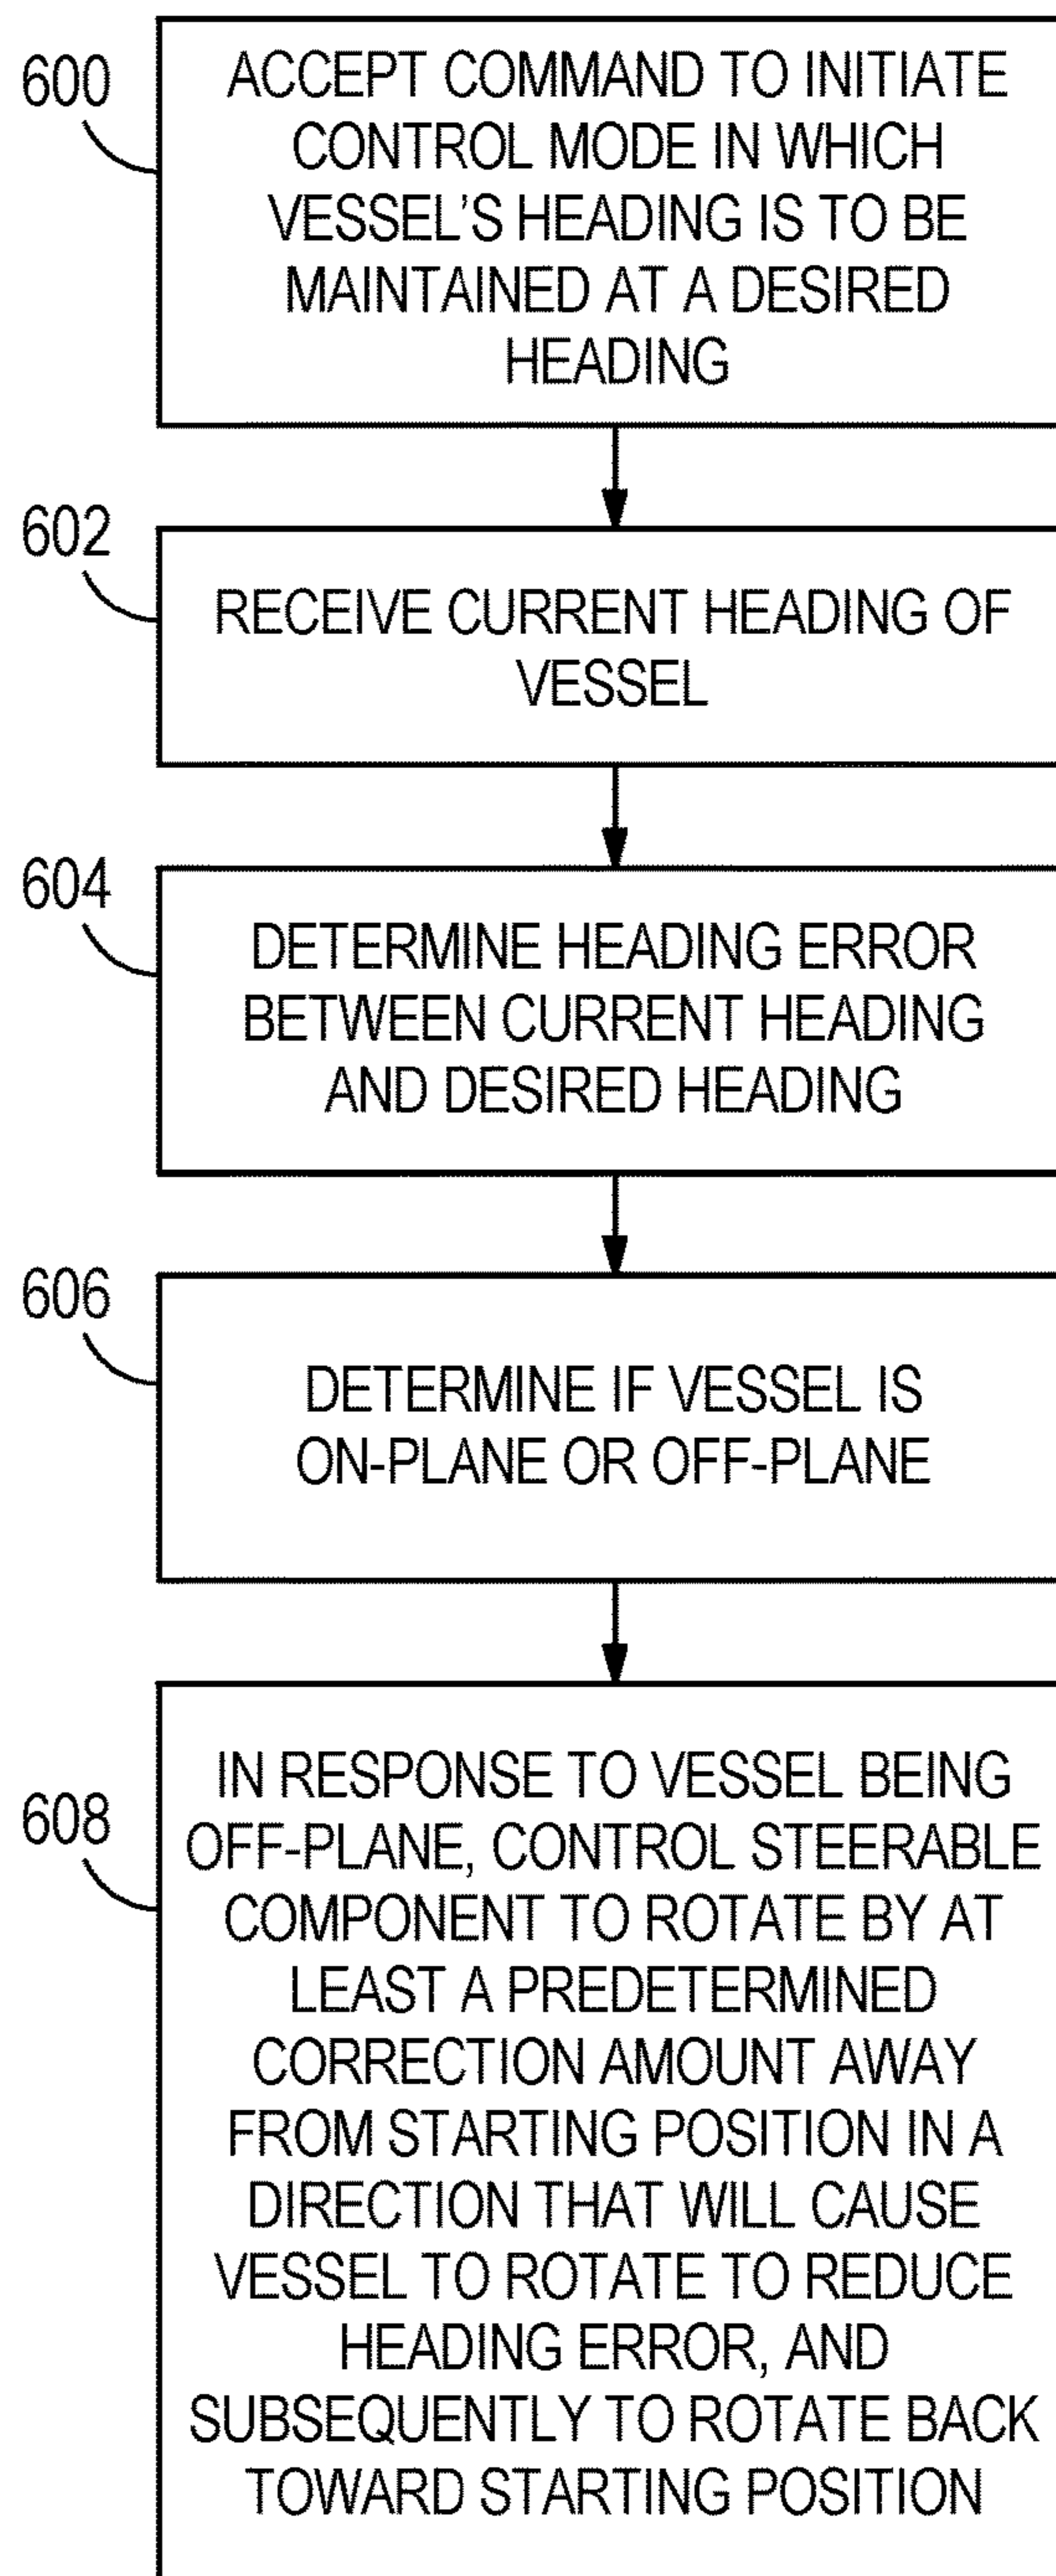 600
ACCEPT COMMAND TO INITIATE
CONTROL MODE IN WHICH
VESSEL'S HEADING IS TO BE
MAINTAINED AT A DESIRED
HEADING
602
RECEIVE CURRENT HEADING OF
VESSEL
604
DETERMINE HEADING ERROR
BETWEEN CURRENT HEADING
AND DESIRED HEADING
606
DETERMINE IF VESSEL IS
ON-PLANE OR OFF-PLANE
608
IN RESPONSE TO VESSEL BEING
OFF-PLANE, CONTROL STEERABLE
COMPONENT TO ROTATE BY AT
LEAST A PREDETERMINED
CORRECTION AMOUNT AWAY
FROM STARTING POSITION IN A
DIRECTION THAT WILL CAUSE
VESSEL TO ROTATE TO REDUCE
HEADING ERROR, AND
SUBSEQUENTLY TO ROTATE BACK
TOWARD STARTING POSITION